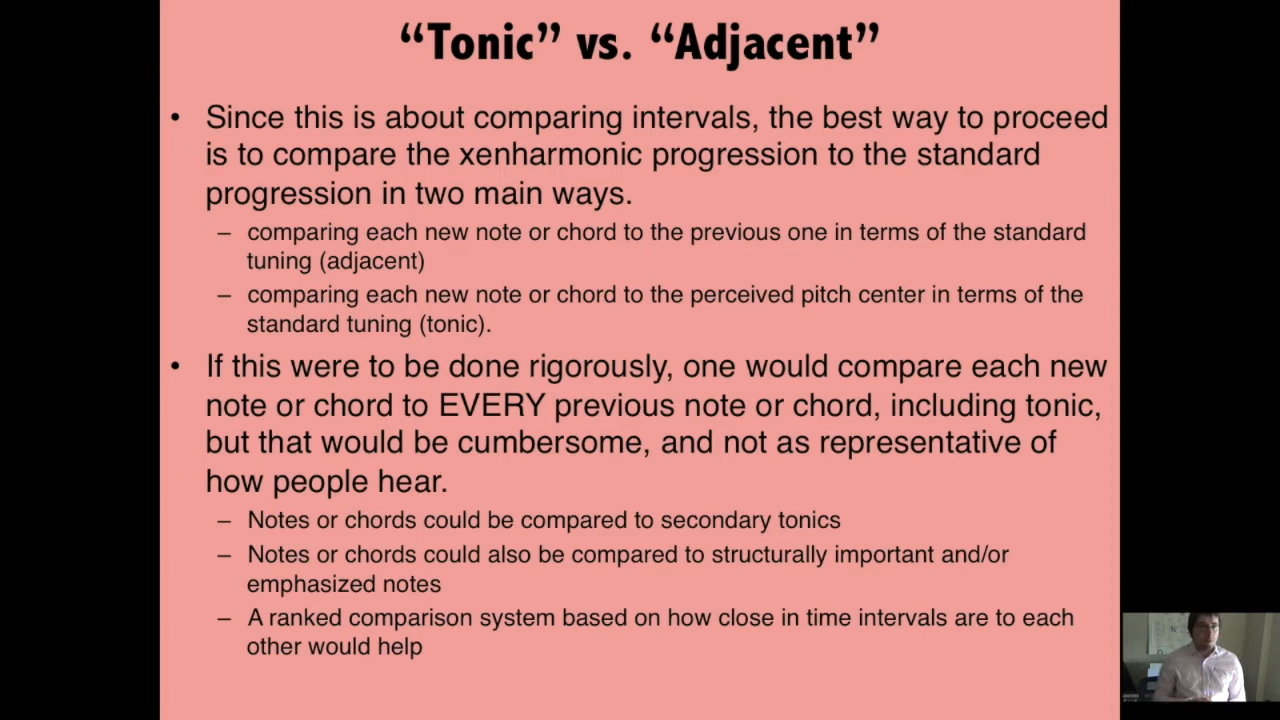 “Tonic” vs. “Adjacent”
• Since this is about comparing intervals, the best way to proceed
is to compare the xenharmonic progression to the standard
progression in two main ways.
– comparing each new note or chord to the previous one in terms of the standard
tuning (adjacent)
– comparing each new note or chord to the perceived pitch center in terms of the
standard tuning (tonic).
• If this were to be done rigorously, one would compare each new
note or chord to EVERY previous note or chord, including tonic,
but that would be cumbersome, and not as representative of
how people hear.
– Notes or chords could be compared to secondary tonics
– Notes or chords could also be compared to structurally important and/or
emphasized notes
– A ranked comparison system based on how close in time intervals are to each
other would help